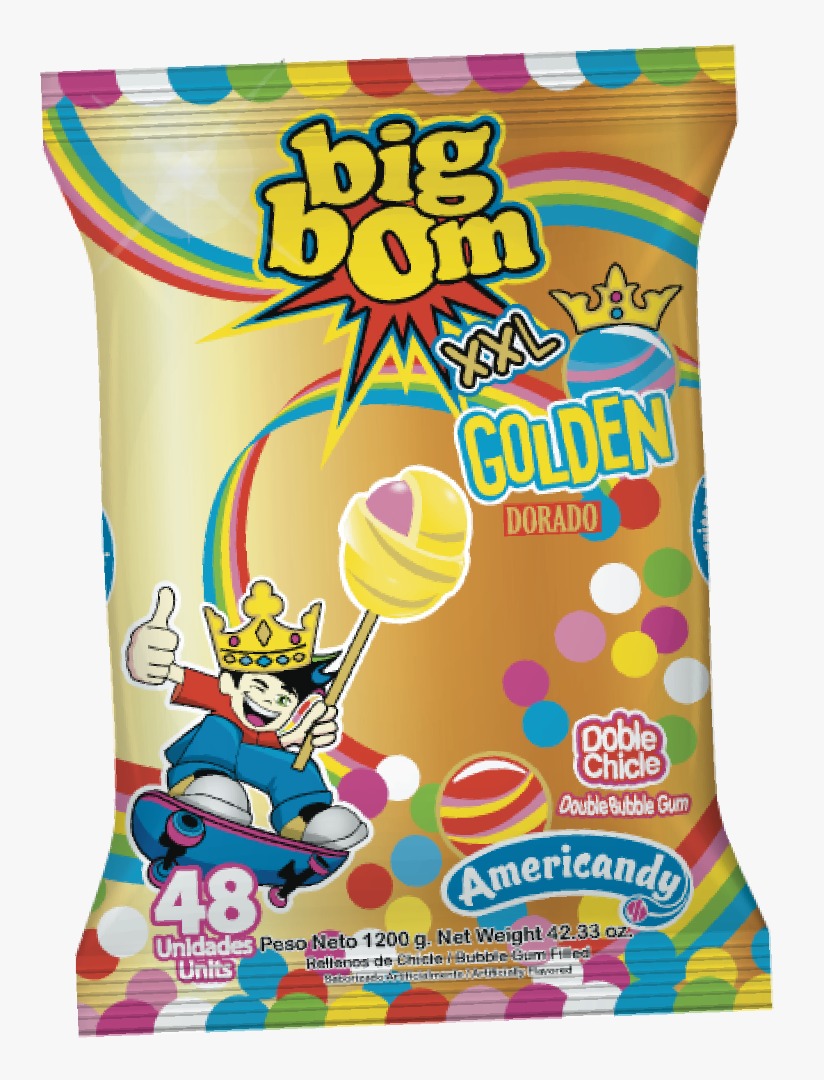 big
bom
XXL
GOLDEN
DORADO
Doble
Chicle
Double Bubble Gum
Americandy
48
Unidades
Units
Peso Neto 1200 g. Net Weight 42.33 oz.
Rellenos de Chicle / Bubble Gum Filled
Saborizado Artificialmente / Artificially Flavored